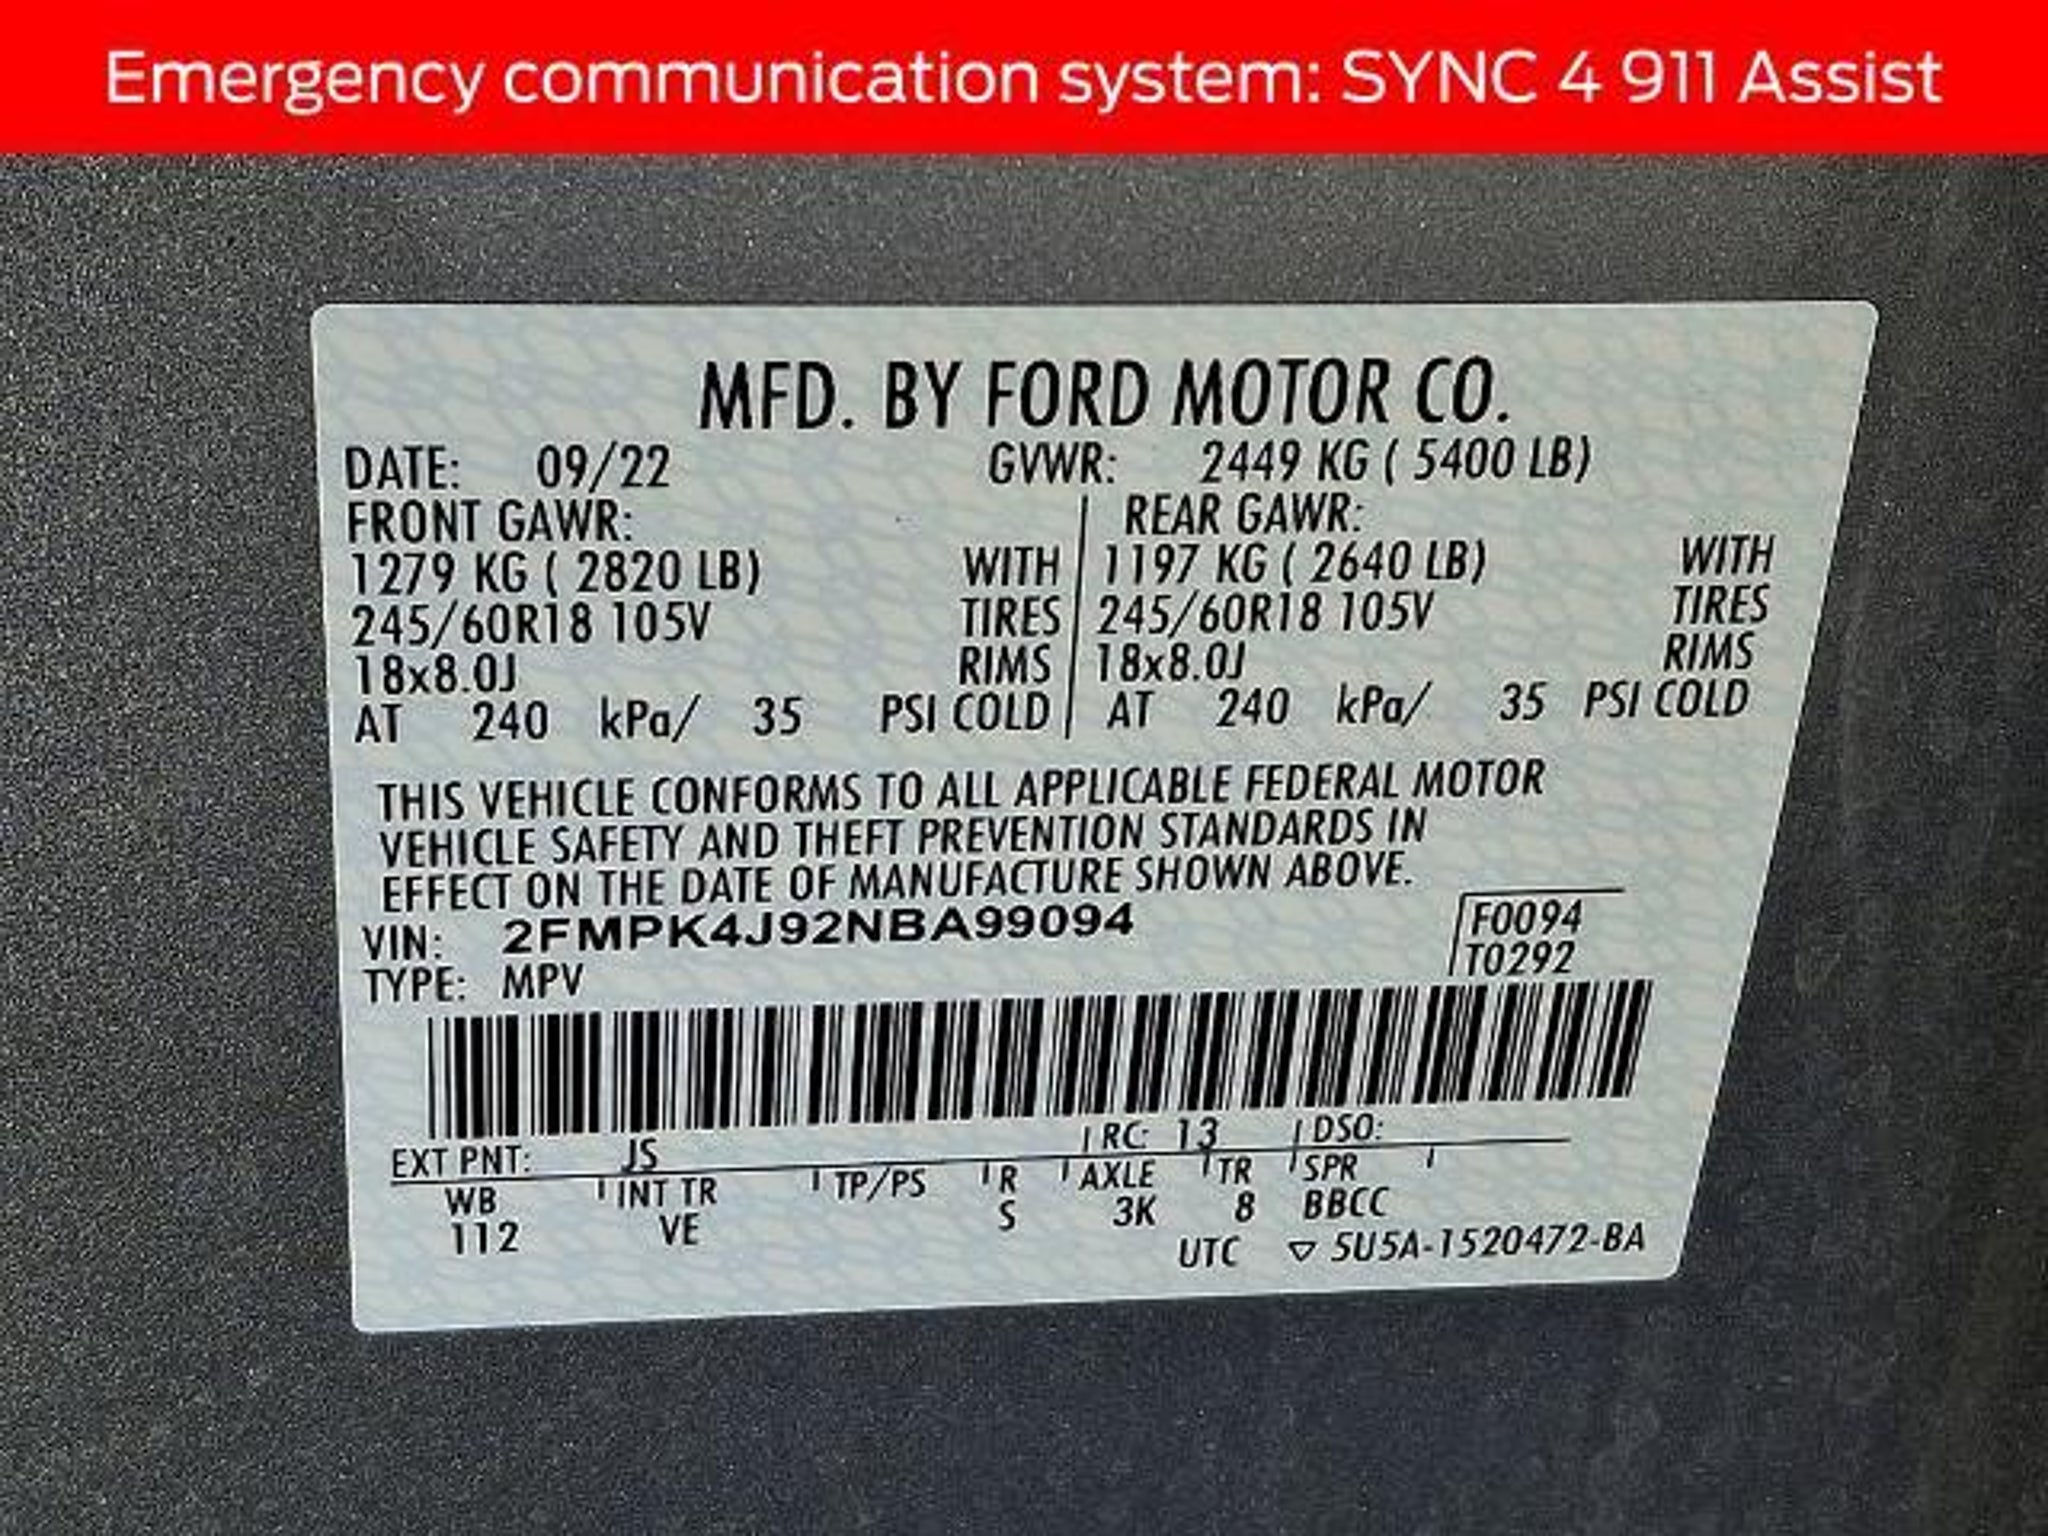 Emergency communication system: SYNC 4 911 Assist
MFD. BY FORD MOTOR CO.
DATE: 09/22 GVWR: 2449 KG ( 5400 LB)
FRONT GAWR: REAR GAWR:
1279 KG ( 2820 LB) WITH 1197 KG ( 2640 LB) WITH
245/60R18 105V TIRES 245/60R18 105V TIRES
18x8.0J RIMS 18x8.0J RIMS
AT 240 kPa/ 35 PSI COLD AT 240 kPa/ 35 PSI COLD
THIS VEHICLE CONFORMS TO ALL APPLICABLE FEDERAL MOTOR
VEHICLE SAFETY AND THEFT PREVENTION STANDARDS IN
EFFECT ON THE DATE OF MANUFACTURE SHOWN ABOVE.
VIN: 2FMPK4J92NBA99094 F0094
TYPE: MPV T0292
EXT PNT: JS RC: 13 DSO:
WB INT TR TP/PS R AXLE TR SPR
112 VE S 3K 8 BBCC
UTC ▽ 5U5A-1520472-BA